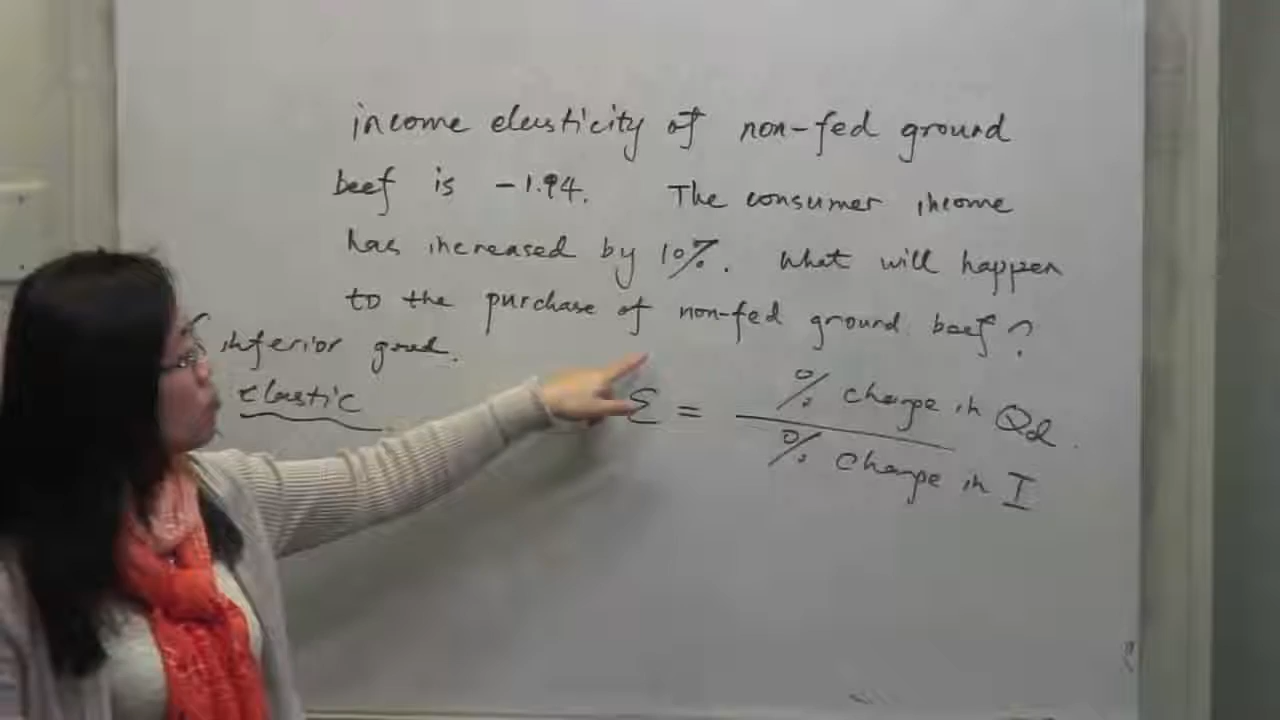 income elasticity of non-fed ground
beef is -1.94. The consumer income
has increased by 10%. What will happen
to the purchase of non-fed ground beef?
inferior good.
elastic
Ɛ = % change in Qd.
% change in I